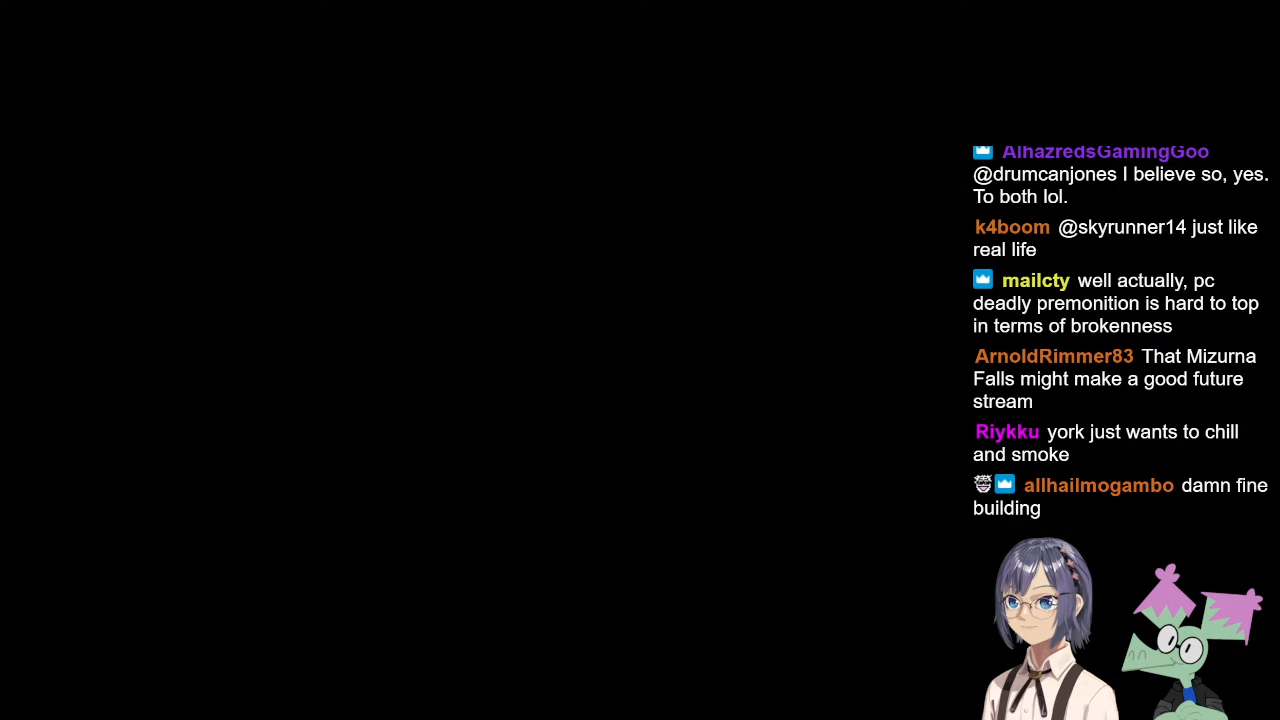 AlhazredsGamingGoo
@drumcanjones I believe so, yes.
To both lol.
k4boom @skyrunner14 just like
real life
mailcty well actually, pc
deadly premonition is hard to top
in terms of brokenness
ArnoldRimmer83 That Mizurna
Falls might make a good future
stream
Riykku york just wants to chill
and smoke
allhailmogambo damn fine
building